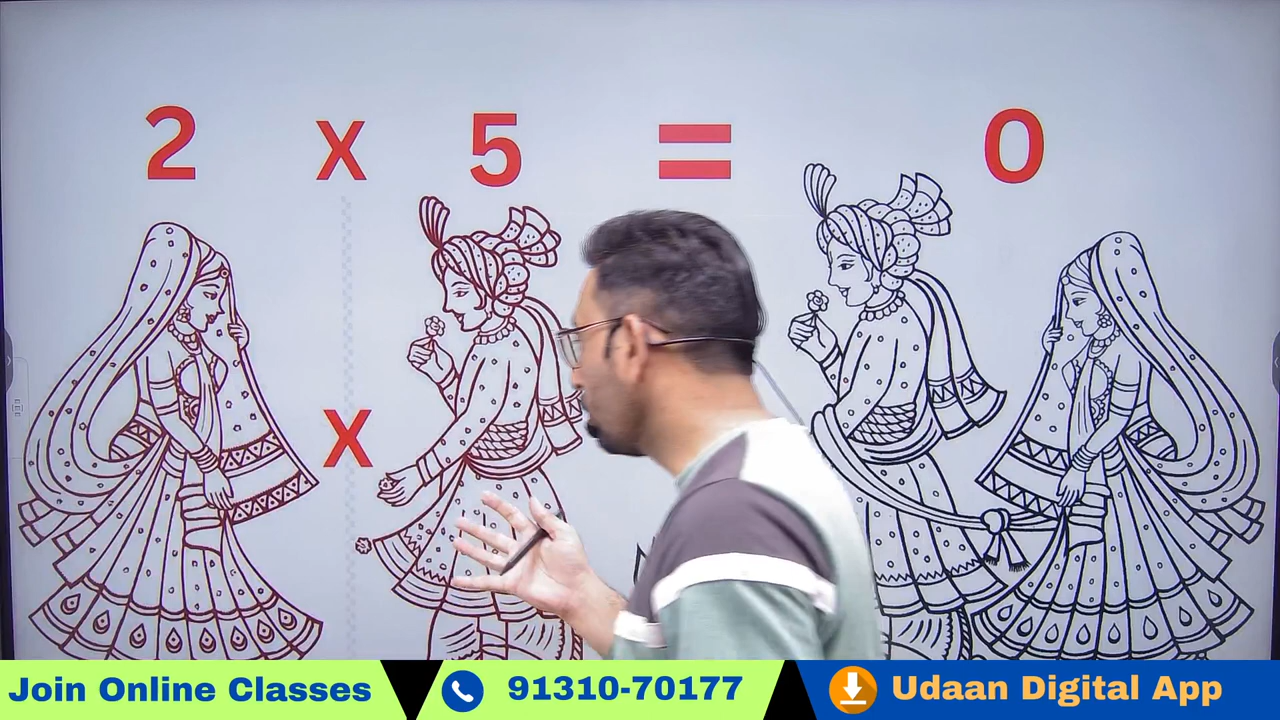 2 x 5 = 0
x
Join Online Classes
91310-70177
Udaan Digital App